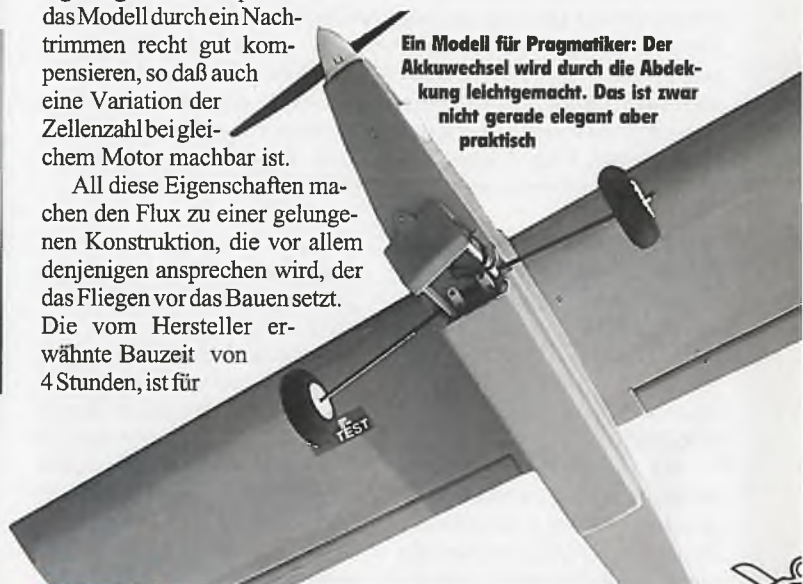 das Modell durch ein Nach-
trimmen recht gut kom-
pensieren, so daß auch
eine Variation der
Zellenzahl bei glei-
chem Motor machbar ist.
All diese Eigenschaften ma-
chen den Flux zu einer gelunge-
nen Konstruktion, die vor allem
denjenigen ansprechen wird, der
das Fliegen vor das Bauen setzt.
Die vom Hersteller er-
wähnte Bauzeit von
4 Stunden, ist für
Ein Modell für Pragmatiker: Der
Akkuwechsel wird durch die Abdek-
kung leichtgemacht. Das ist zwar
nicht gerade elegant aber
praktisch
TEST